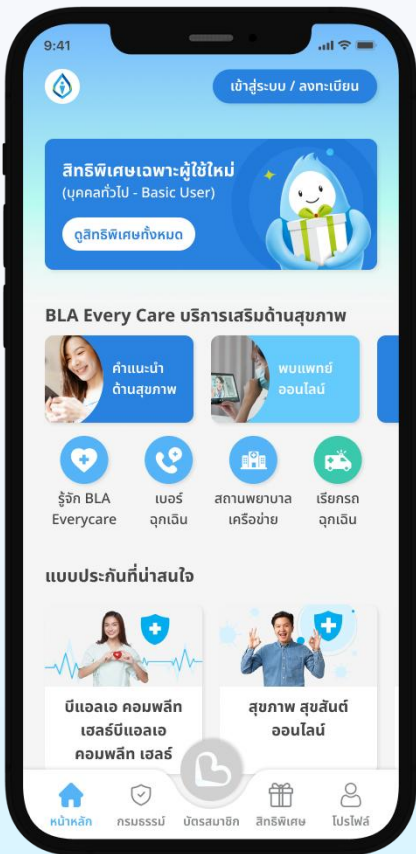 9:41
เข้าสู่ระบบ / ลงทะเบียน
สิทธิพิเศษเฉพาะผู้ใช้ใหม่
(บุคคลทั่วไป - Basic User)
ดูสิทธิพิเศษทั้งหมด
BLA Every Care บริการเสริมด้านสุขภาพ
คำแนะนำ
ด้านสุขภาพ
พบแพทย์
ออนไลน์
รู้จัก BLA
Everycare
เบอร์
ฉุกเฉิน
สถานพยาบาล
เครือข่าย
เรียกรถ
ฉุกเฉิน
แบบประกันที่น่าสนใจ
บีแอลเอ คอมพลีท
เฮลธ์บีแอลเอ
คอมพลีท เฮลธ์
สุขภาพ สุขสันต์
ออนไลน์
หน้าหลัก
กรมธรรม์
บัตรสมาชิก
สิทธิพิเศษ
โปรไฟล์